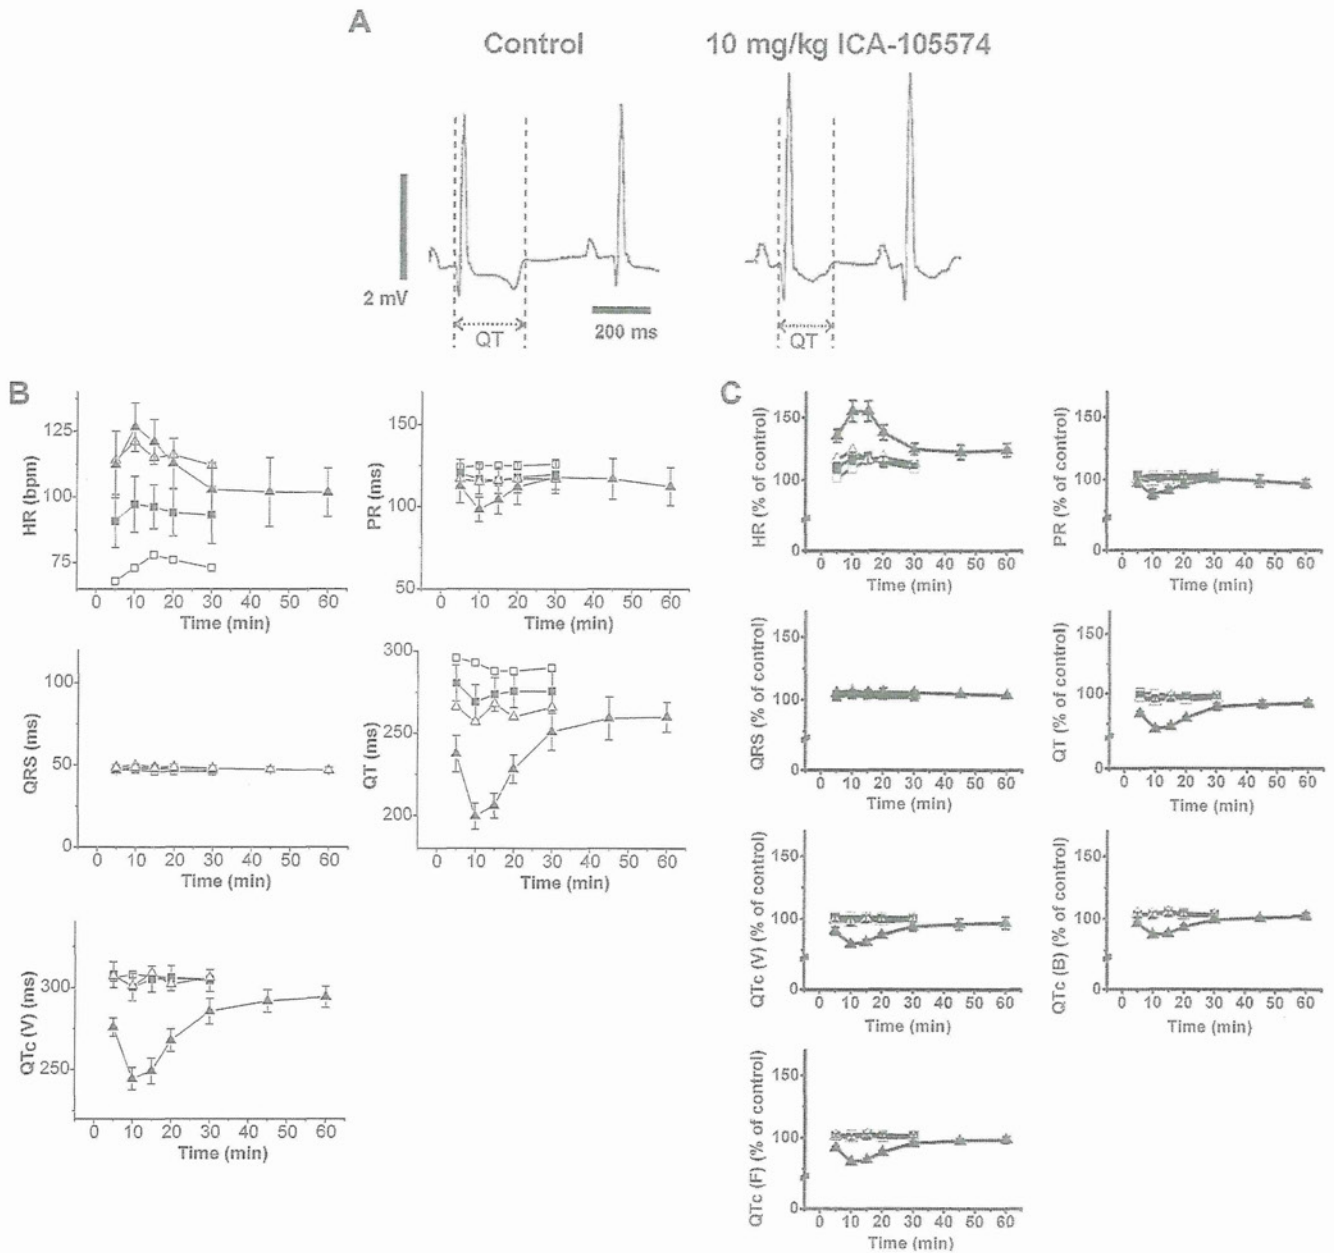 A
Control
10 mg/kg ICA-105574
2 mV
QT
200 ms
QT
B
HR (bpm)
125
100
75
0 10 20 30 40 50 60
Time (min)
PR (ms)
150
100
50
0 10 20 30 40 50 60
Time (min)
QRS (ms)
100
50
0
0 10 20 30 40 50 60
Time (min)
QT (ms)
300
250
200
0 10 20 30 40 50 60
Time (min)
QTc (V) (ms)
300
250
0 10 20 30 40 50 60
Time (min)
C
HR (% of control)
150
100
0
0 10 20 30 40 50 60
Time (min)
PR (% of control)
150
100
0
0 10 20 30 40 50 60
Time (min)
QRS (% of control)
150
100
0
0 10 20 30 40 50 60
Time (min)
QT (% of control)
150
100
0
0 10 20 30 40 50 60
Time (min)
QTc (V) (% of control)
150
100
0
0 10 20 30 40 50 60
Time (min)
QTc (B) (% of control)
150
100
0
0 10 20 30 40 50 60
Time (min)
QTc (F) (% of control)
150
100
0
0 10 20 30 40 50 60
Time (min)